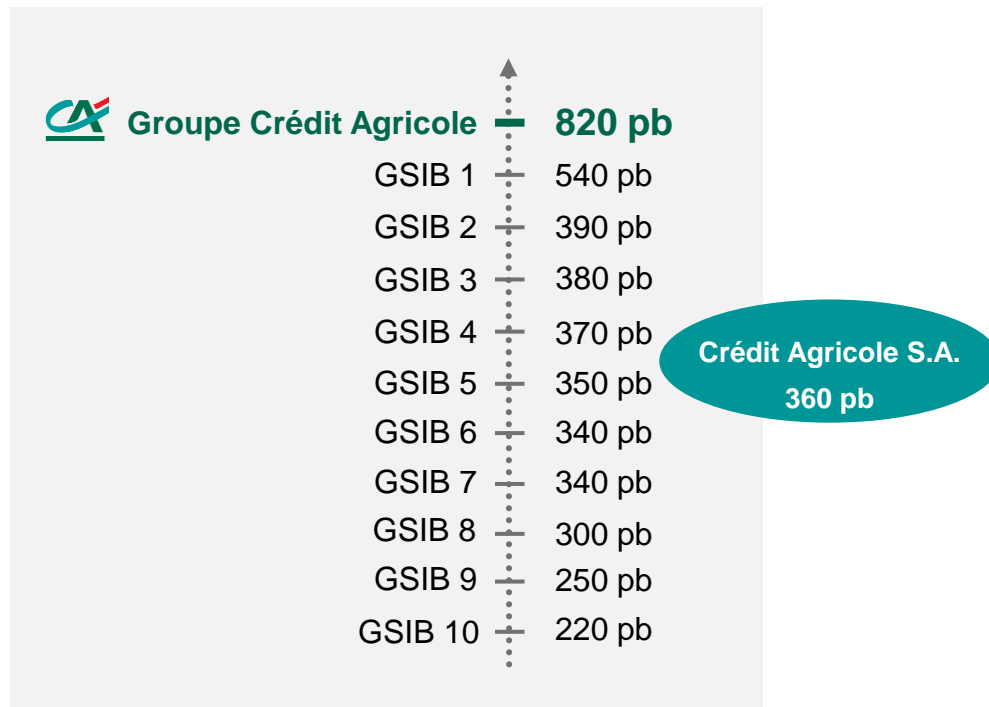 Groupe Crédit Agricole 820 pb
GSIB 1 540 pb
GSIB 2 390 pb
GSIB 3 380 pb
GSIB 4 370 pb
GSIB 5 350 pb
GSIB 6 340 pb
GSIB 7 340 pb
GSIB 8 300 pb
GSIB 9 250 pb
GSIB 10 220 pb
Crédit Agricole S.A.
360 pb